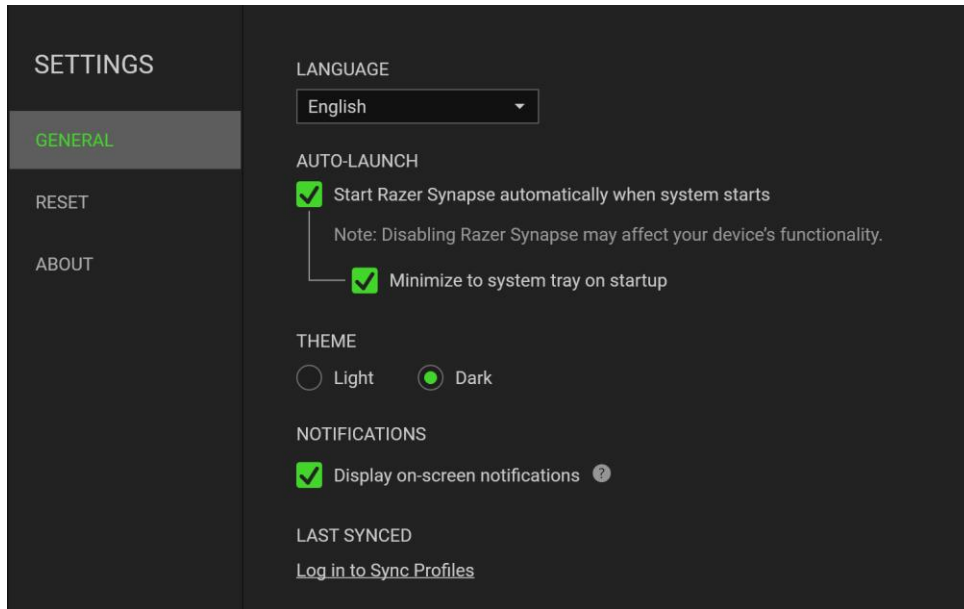 SETTINGS
GENERAL
RESET
ABOUT
LANGUAGE
English
AUTO-LAUNCH
Start Razer Synapse automatically when system starts
Note: Disabling Razer Synapse may affect your device’s functionality.
Minimize to system tray on startup
THEME
Light Dark
NOTIFICATIONS
Display on-screen notifications ?
LAST SYNCED
Log in to Sync Profiles